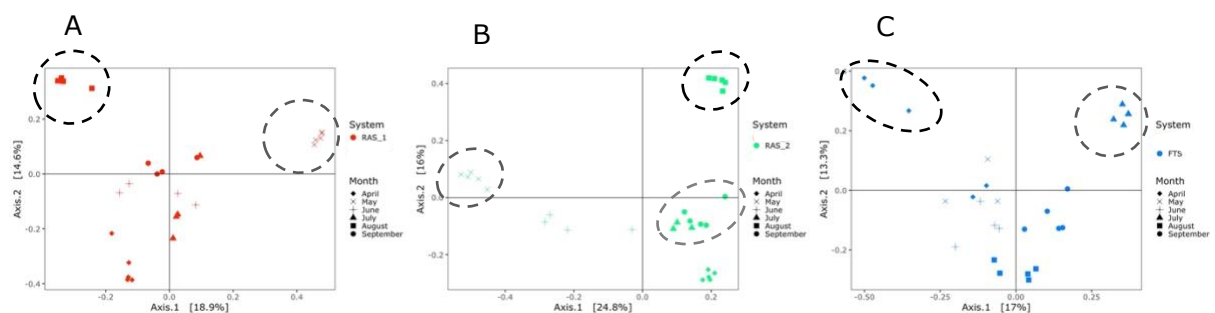 A
B
C
0.2
0.0
-0.2
-0.4
Axis.2 [14.6%]
-0.2
0.0
0.2
0.4
Axis.1 [18.9%]
System
RAS_1
Month
April
May
June
July
August
September
0.4
0.2
0.0
-0.2
Axis.2 [16%]
-0.4
-0.2
0.0
0.2
Axis.1 [24.8%]
System
RAS_2
Month
April
May
June
July
August
September
0.2
0.0
-0.2
Axis.2 [13.3%]
-0.50
-0.25
0.00
0.25
Axis.1 [17%]
System
FTS
Month
April
May
June
July
August
September